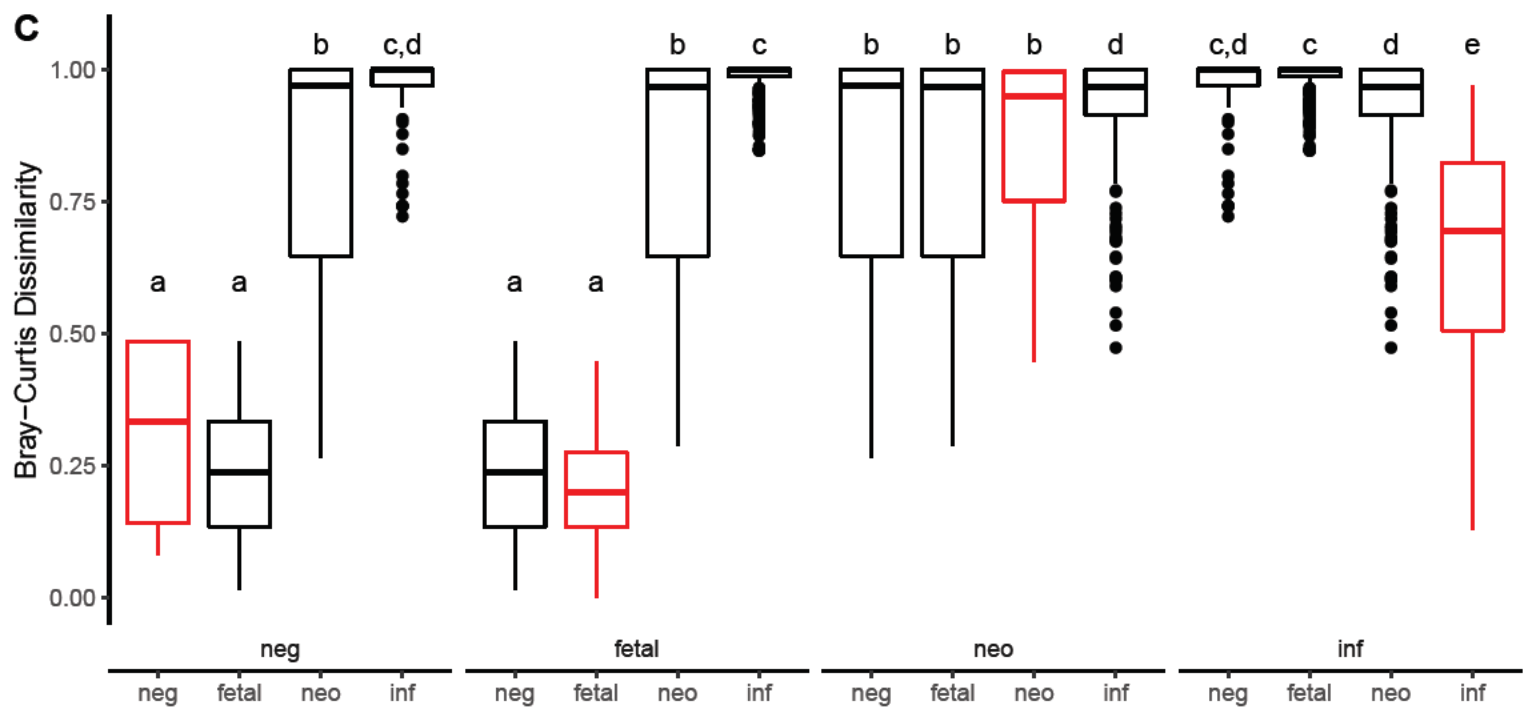 C
b c,d b c b b b d c,d c d e
1.00
0.75
a a a a
0.50
0.25
0.00
Bray−Curtis Dissimilarity
neg fetal neo inf
neg fetal neo inf neg fetal neo inf neg fetal neo inf neg fetal neo inf